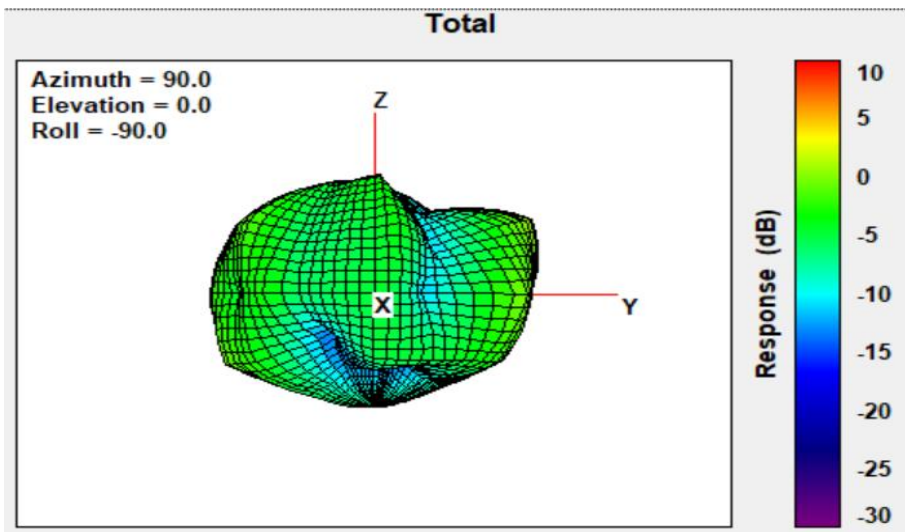 Total
Azimuth = 90.0
Elevation = 0.0
Roll = -90.0
Z
X
Y
Response (dB)
10
5
0
-5
-10
-15
-20
-25
-30